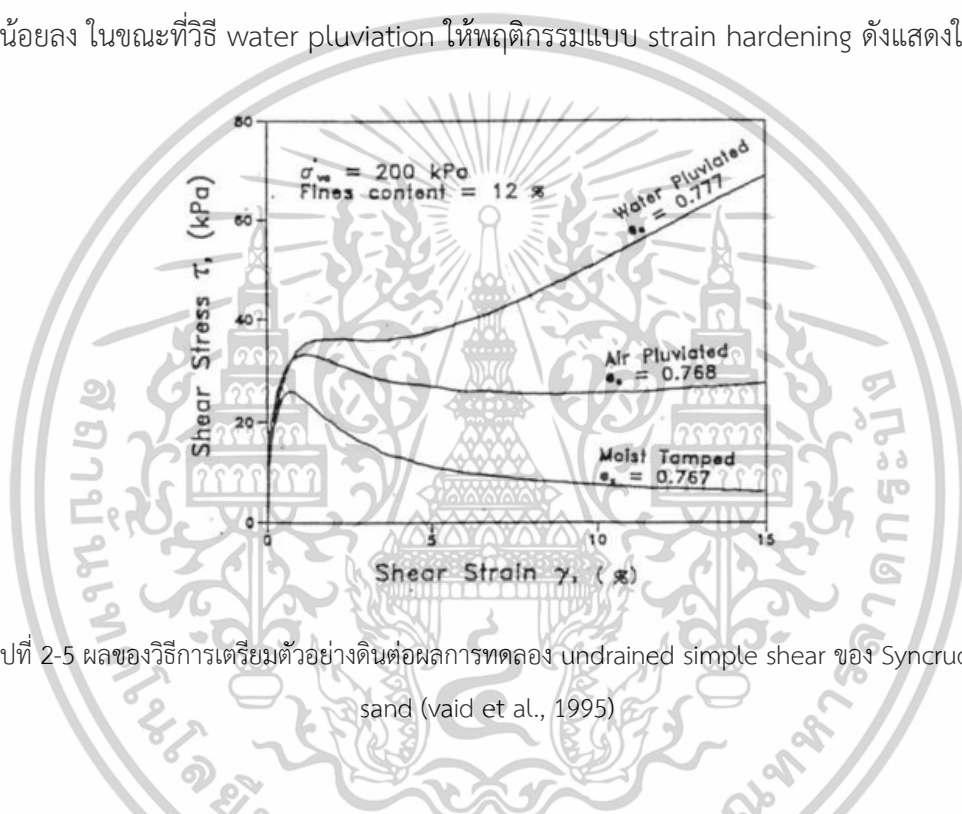 น้อยลง ในขณะที่วิธี water pluviation ให้พฤติกรรมแบบ strain hardening ดังแสดงใ
80
60
40
20
0
Shear Stress τ, (kPa)
σ'vs = 200 kPa
Fines content = 12 %
Water Pluviated
es = 0.777
Air Pluviated
es = 0.768
Moist Tamped
es = 0.767
0 5 10 15
Shear Strain γ, ( % )
ปที่ 2-5 ผลของวิธีการเตรียมตัวอย่างดินต่อผลการทดลอง undrained simple shear ของ Syncrud
sand (vaid et al., 1995)